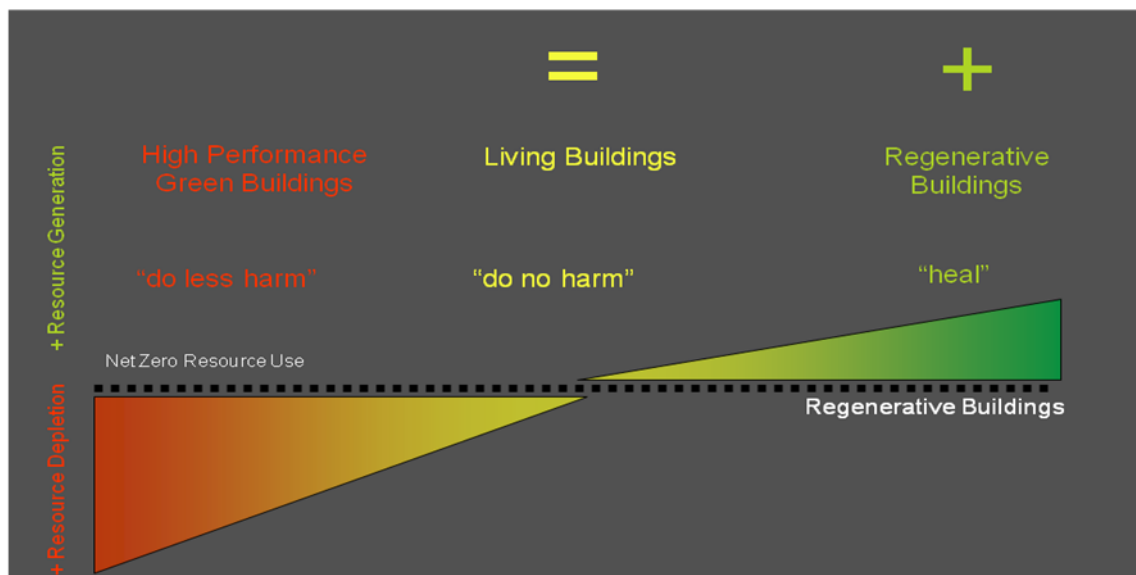 =
+
High Performance
Green Buildings
Living Buildings
Regenerative
Buildings
“do less harm”
“do no harm”
“heal”
+ Resource Generation
Net Zero Resource Use
Regenerative Buildings
+ Resource Depletion